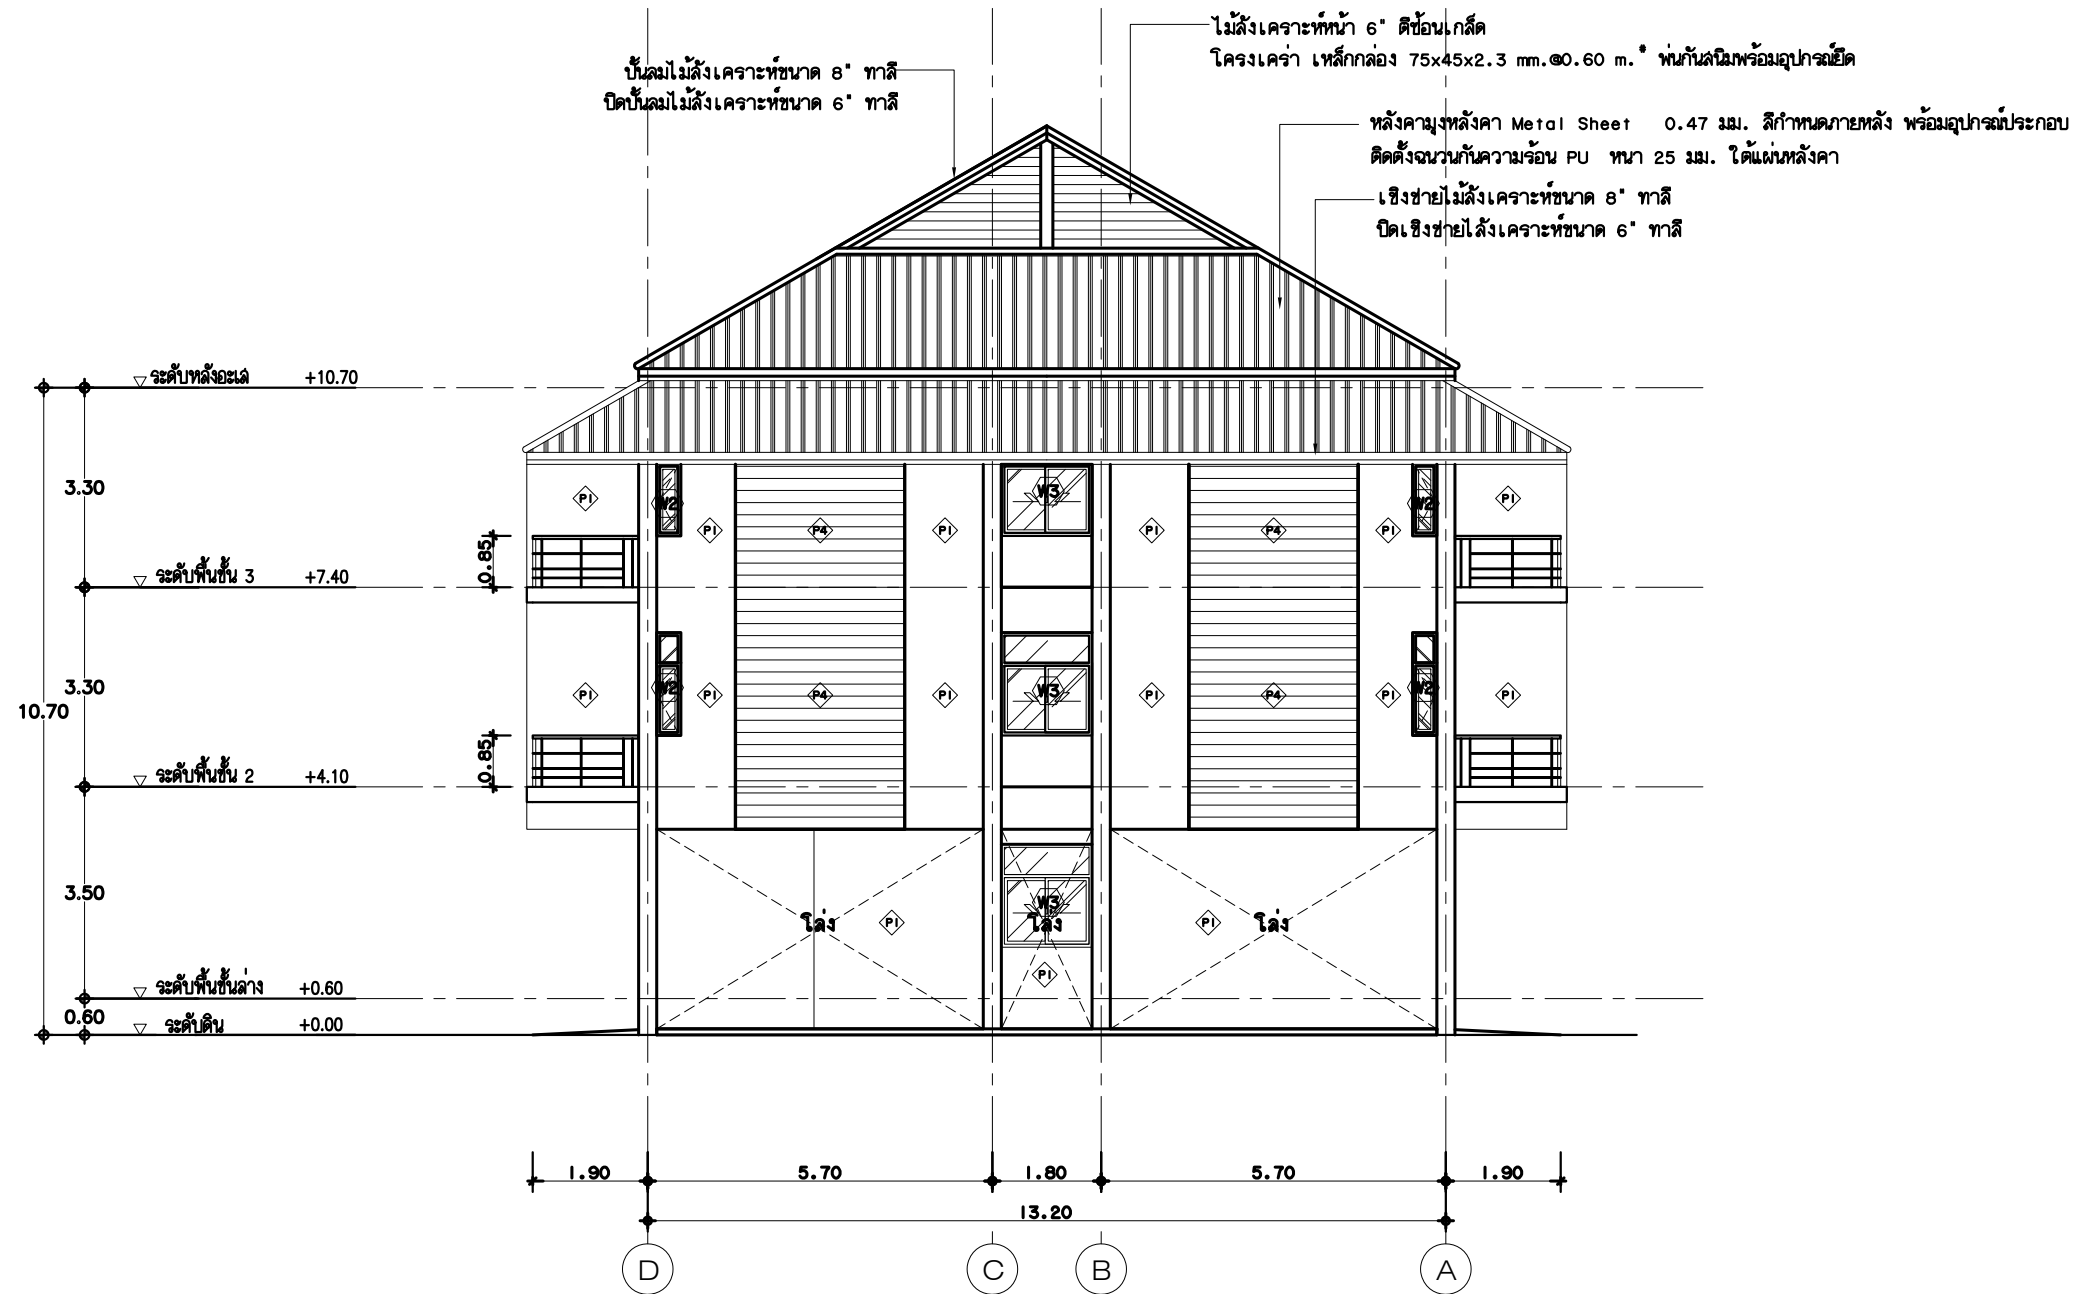 ไม้สังเคราะห์หน้า 6" ตีซ้อนเกล็ด
โครงเคร่า เหล็กกล่อง 75x45x2.3 mm.@0.60 m.# พ่นกันสนิมพร้อมอุปกรณ์ยึด
ปั้นลมไม้สังเคราะห์ขนาด 8" ทาสี
ปิดปั้นลมไม้สังเคราะห์ขนาด 6" ทาสี
หลังคามุงหลังคา Metal Sheet 0.47 มม. สีกำหนดภายหลัง พร้อมอุปกรณ์ประกอบ
ติดตั้งฉนวนกันความร้อน PU หนา 25 มม. ใต้แผ่นหลังคา
เชิงชายไม้สังเคราะห์ขนาด 8" ทาสี
ปิดเชิงชายไสังเคราะห์ขนาด 6" ทาสี
ระดับหลังอะเส +10.70
3.30
W2 W3 W2
P1 P1
P1 P4 P1 P1 P4 P1
0.85
ระดับพื้นชั้น 3 +7.40
3.30
W2 W3 W2
P1 P1 P4 P1 P1 P4 P1 P1
10.70
0.85
ระดับพื้นชั้น 2 +4.10
3.50
W3
โล่ง P1 โล่ง P1 โล่ง
P1
ระดับพื้นชั้นล่าง +0.60
0.60
ระดับดิน +0.00
1.90 5.70 1.80 5.70 1.90
13.20
D C B A